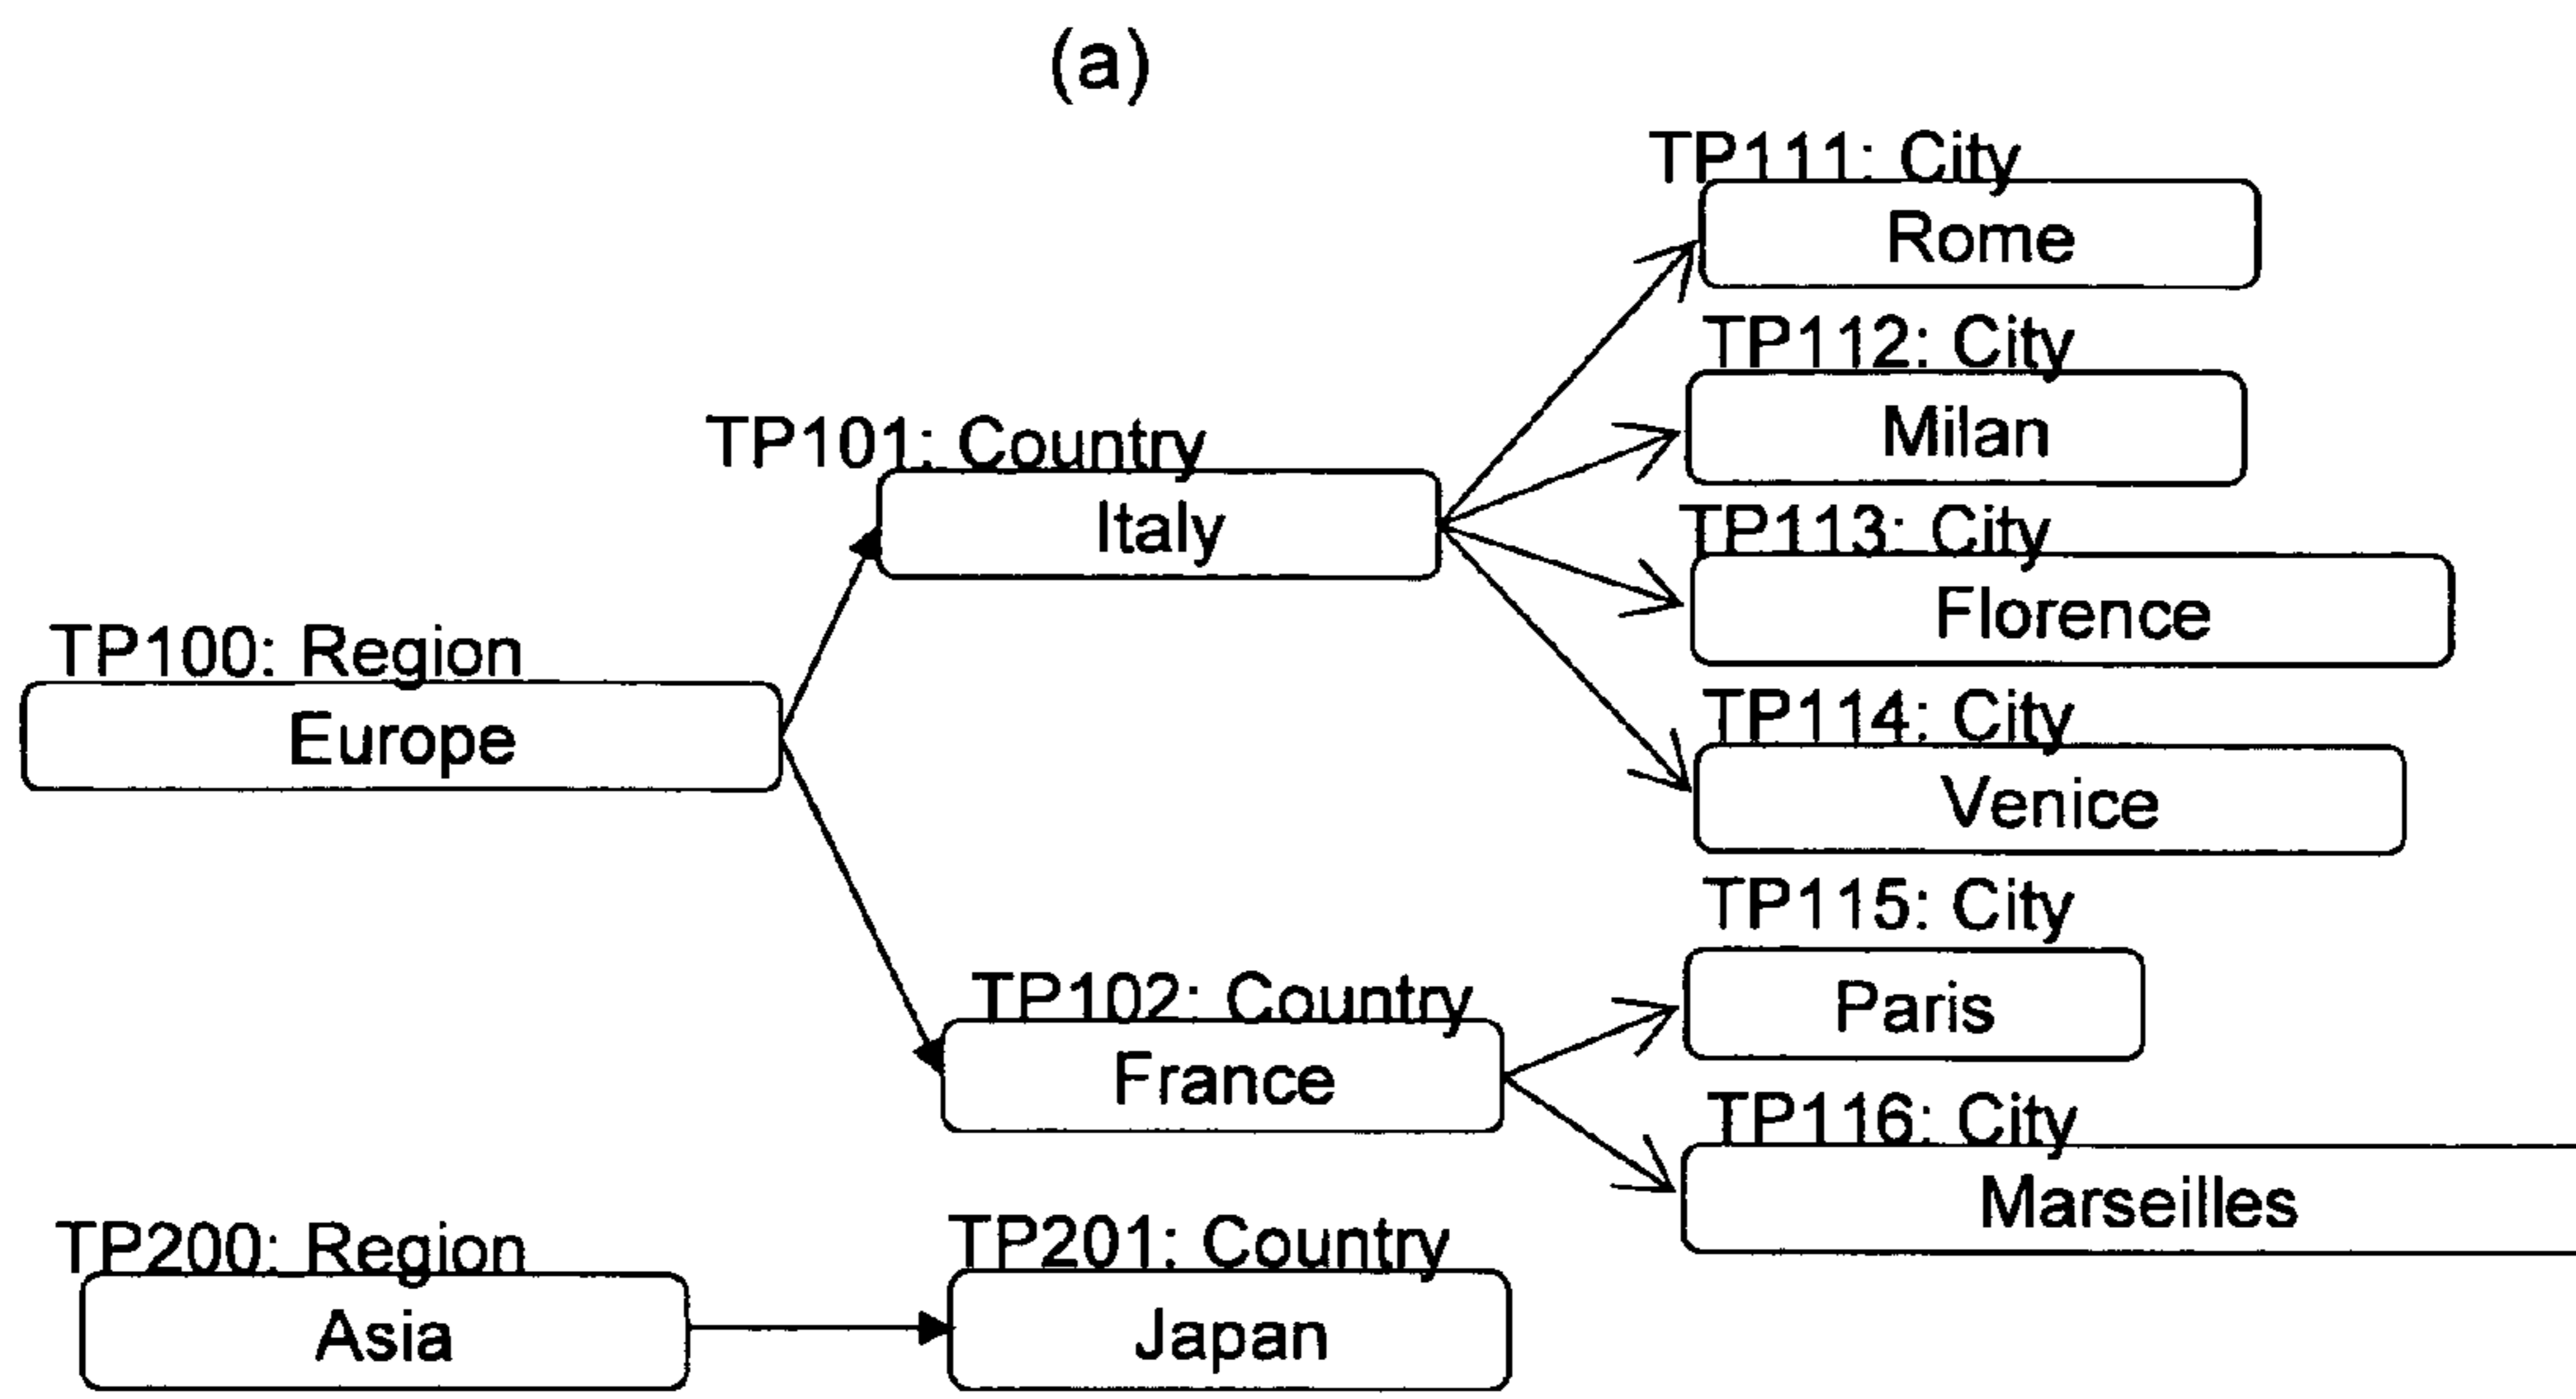 (a)
TP111: City
Rome
TP112: City
Milan
TP101: Country
Italy
TP113: City
Florence
TP100: Region
Europe
TP114: City
Venice
TP115: City
Paris
TP102: Country
France
TP116: City
Marseilles
TP200: Region
Asia
TP201: Country
Japan